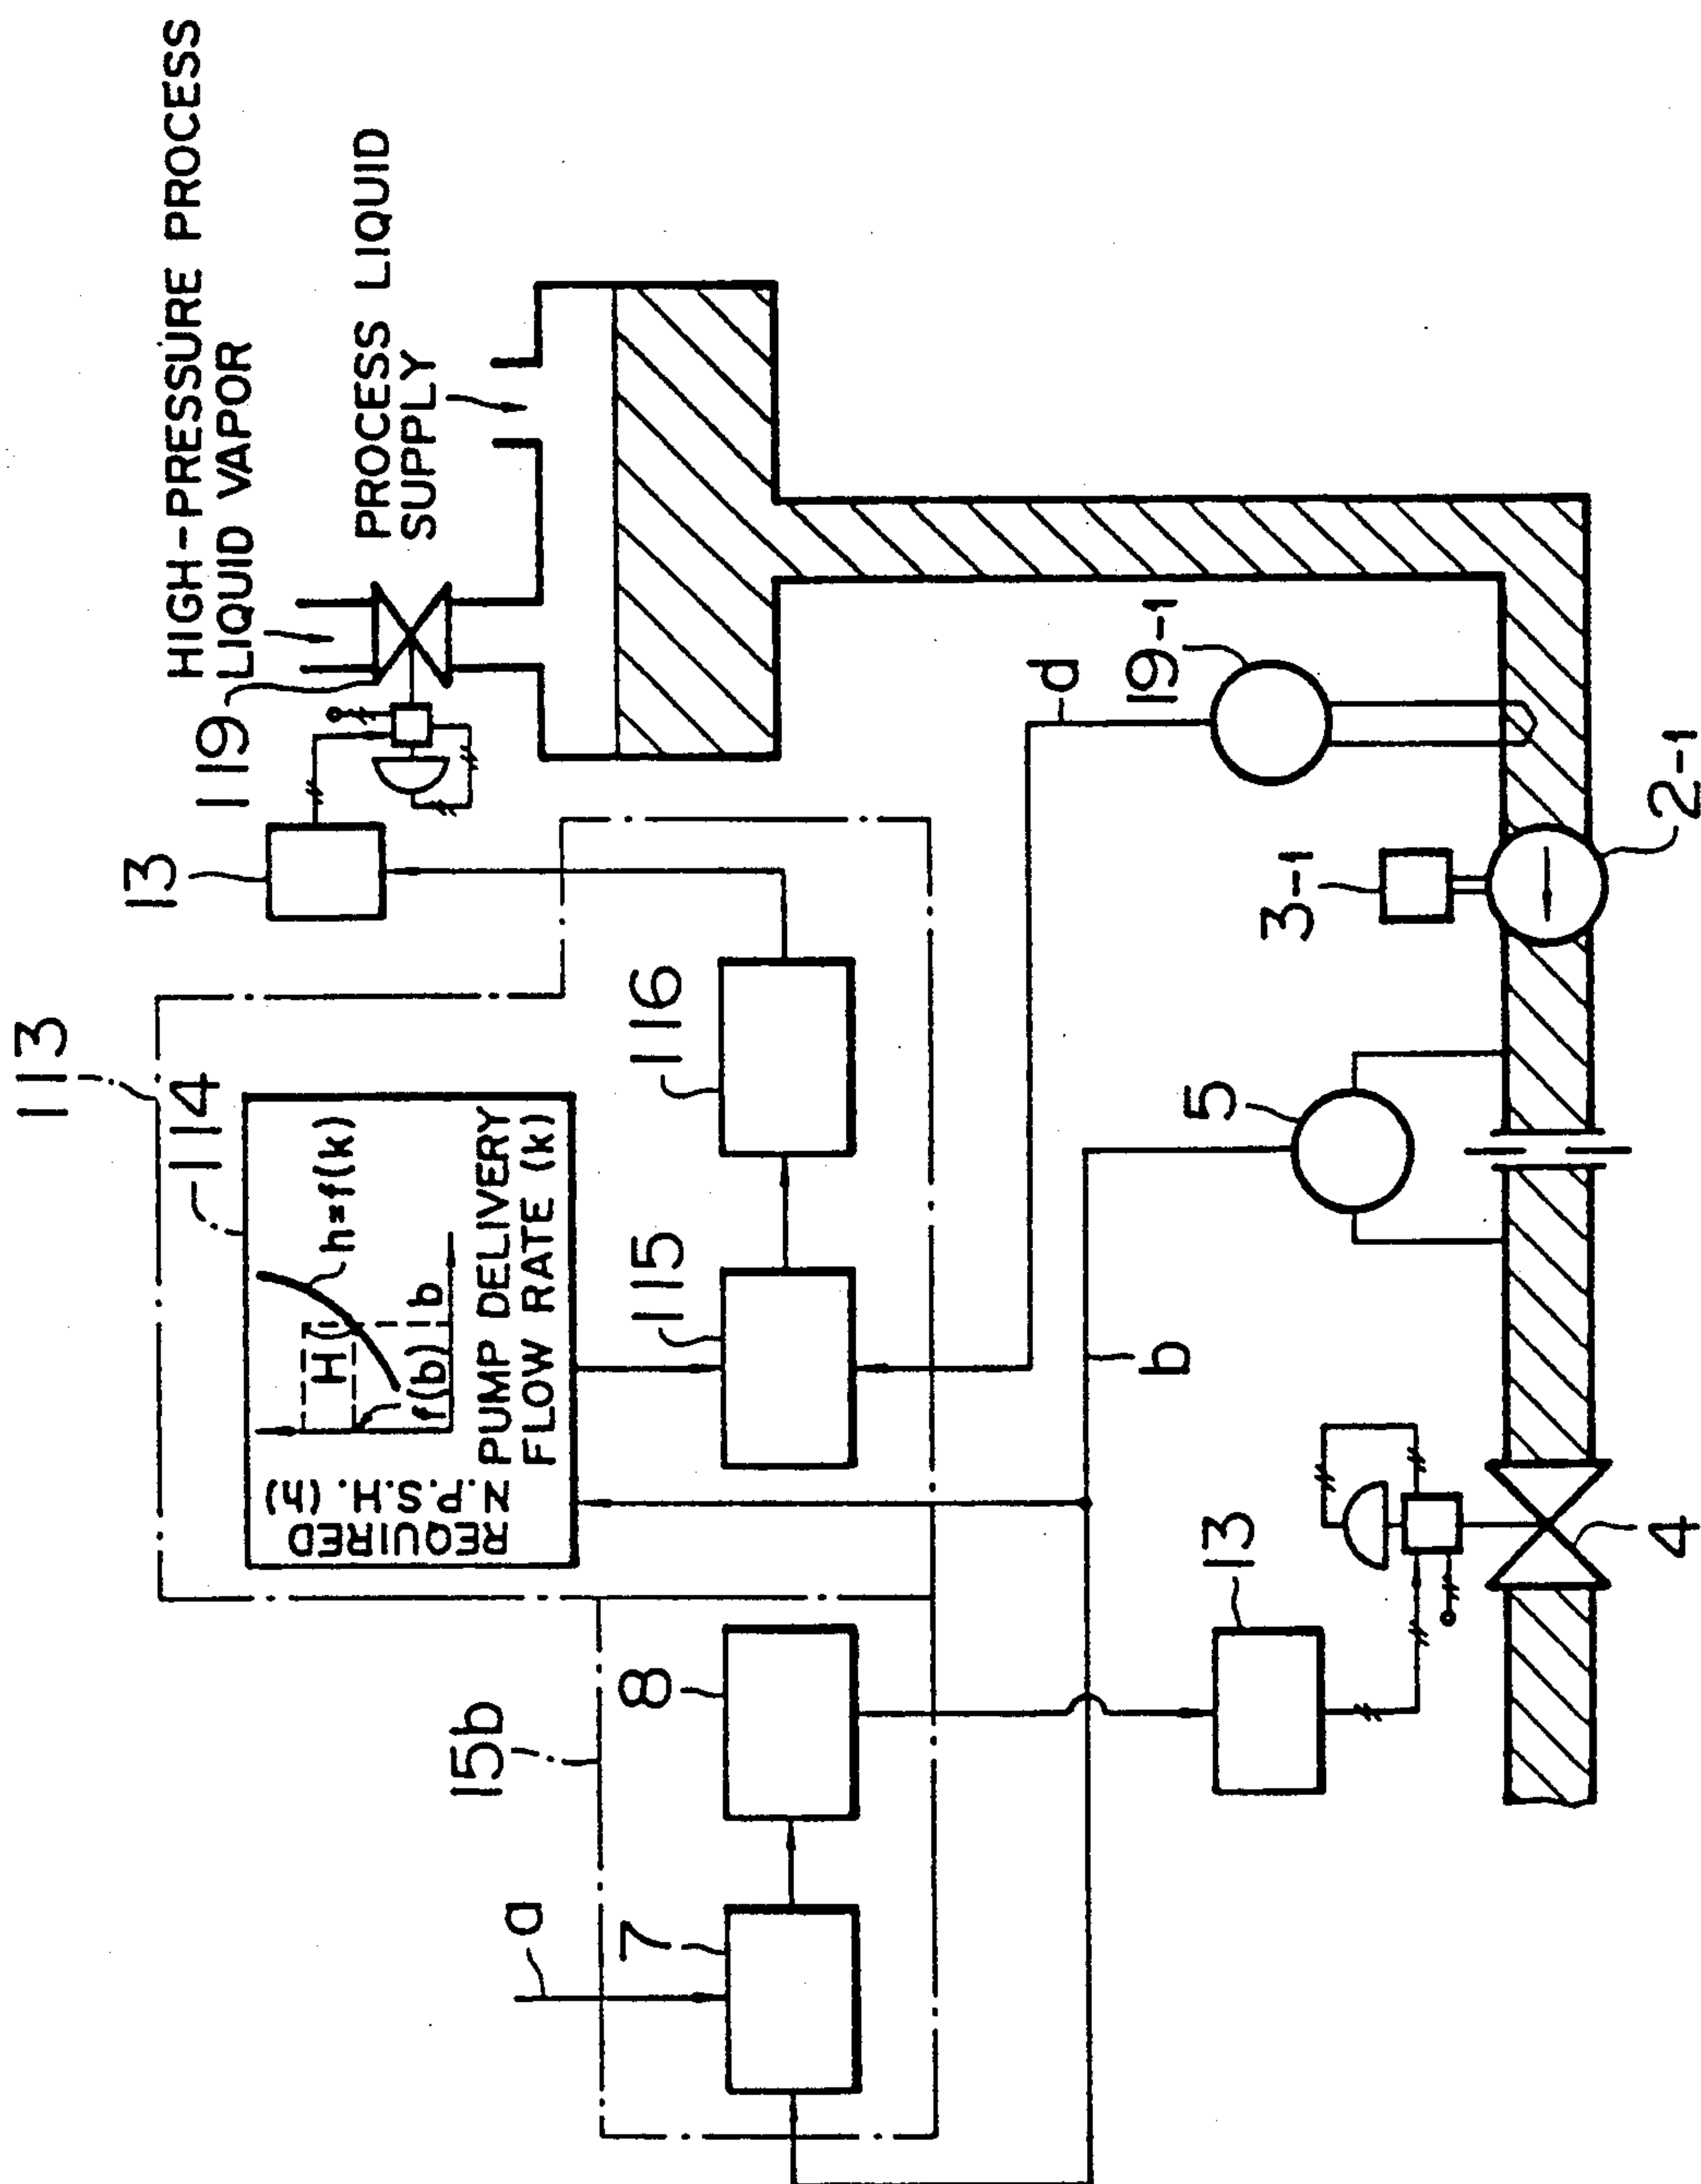 HIGH-PRESSURE PROCESS
LIQUID VAPOR
PROCESS LIQUID
SUPPLY
119
13
113
114
h=f(k)
H
f(b)
b
REQUIRED
N.P.S.H. (h)
PUMP DELIVERY
FLOW RATE (k)
116
115
d
19-1
3-1
2-1
5
b
15b
8
7
a
13
4